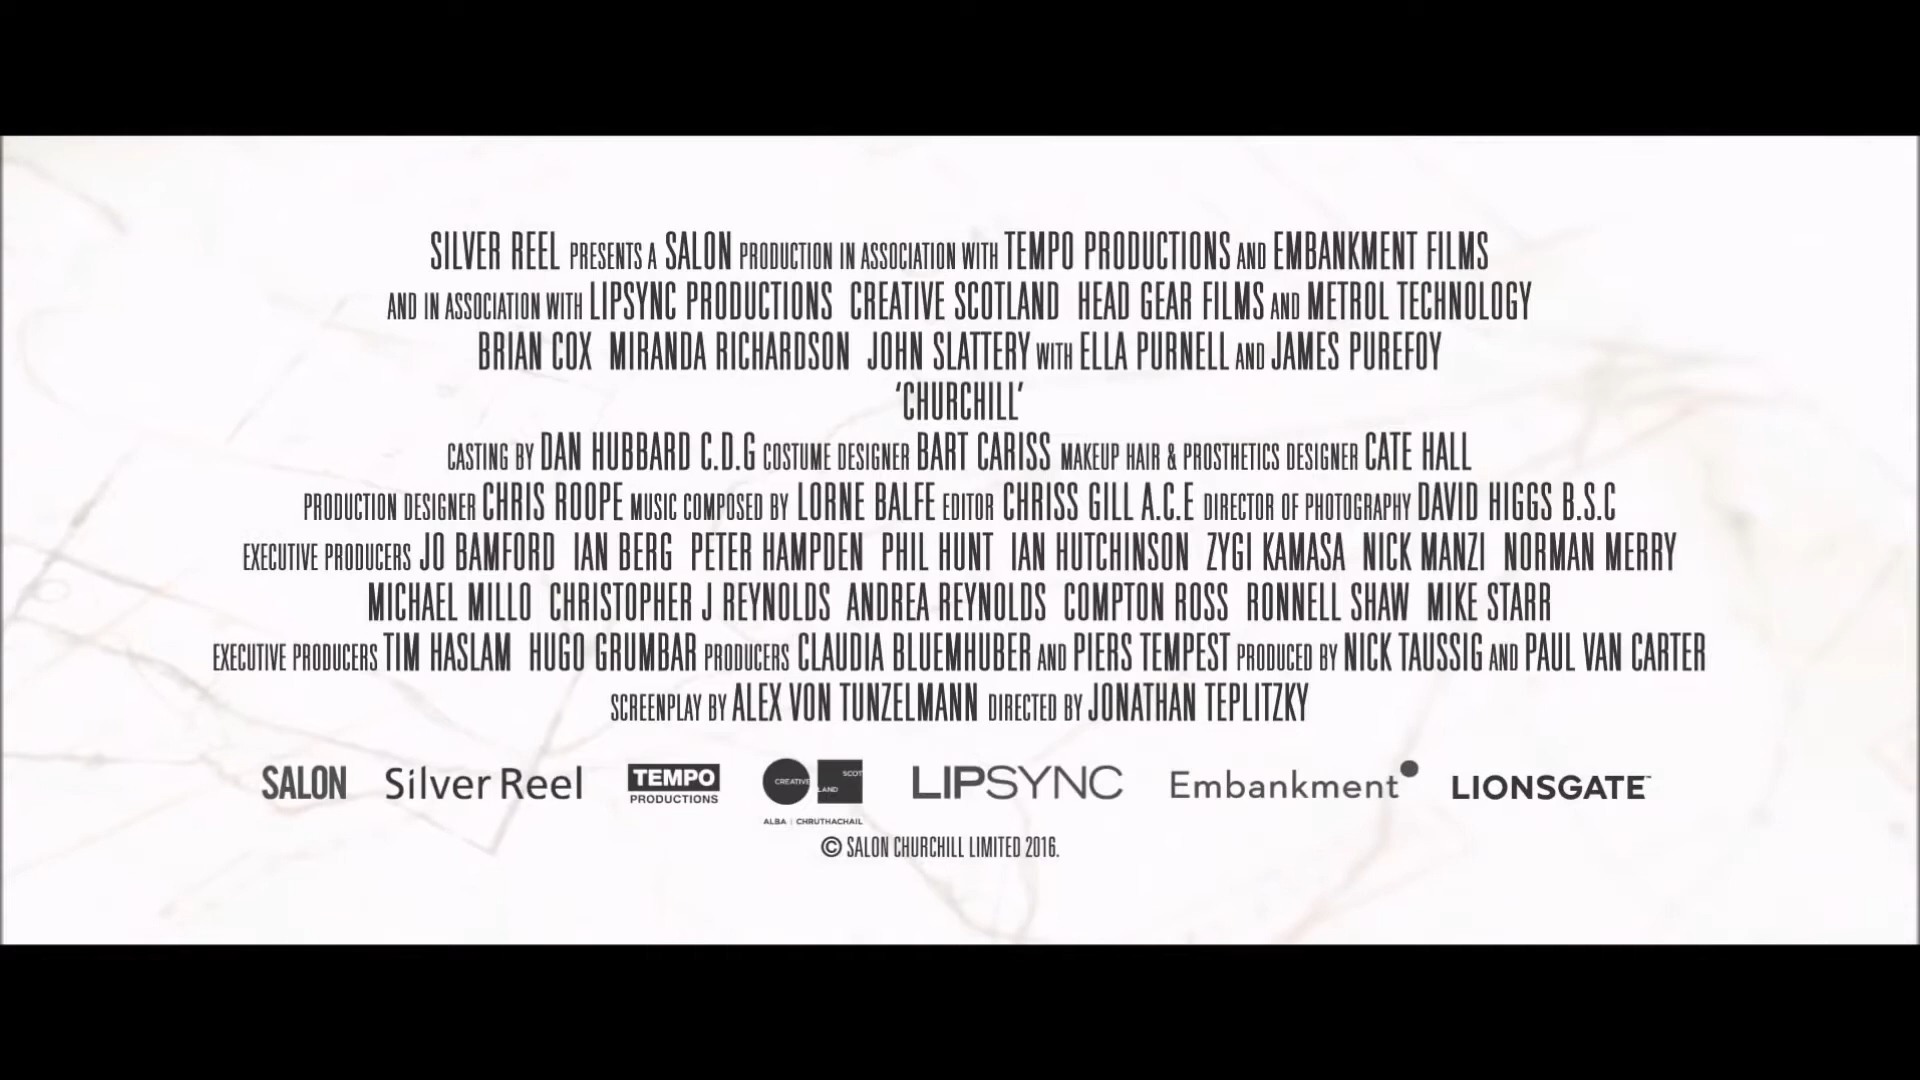 SILVER REEL PRESENTS A SALON PRODUCTION IN ASSOCIATION WITH TEMPO PRODUCTIONS AND EMBANKMENT FILMS
AND IN ASSOCIATION WITH LIPSYNC PRODUCTIONS CREATIVE SCOTLAND HEAD GEAR FILMS AND METROL TECHNOLOGY
BRIAN COX MIRANDA RICHARDSON JOHN SLATTERY WITH ELLA PURNELL AND JAMES PUREFOY
‘CHURCHILL’
CASTING BY DAN HUBBARD C.D.G COSTUME DESIGNER BART CARISS MAKEUP HAIR & PROSTHETICS DESIGNER CATE HALL
PRODUCTION DESIGNER CHRIS ROOPE MUSIC COMPOSED BY LORNE BALFE EDITOR CHRISS GILL A.C.E DIRECTOR OF PHOTOGRAPHY DAVID HIGGS B.S.C
EXECUTIVE PRODUCERS JO BAMFORD IAN BERG PETER HAMPDEN PHIL HUNT IAN HUTCHINSON ZYGI KAMASA NICK MANZI NORMAN MERRY
MICHAEL MILLO CHRISTOPHER J REYNOLDS ANDREA REYNOLDS COMPTON ROSS RONNELL SHAW MIKE STARR
EXECUTIVE PRODUCERS TIM HASLAM HUGO GRUMBAR PRODUCERS CLAUDIA BLUEMHUBER AND PIERS TEMPEST PRODUCED BY NICK TAUSSIG AND PAUL VAN CARTER
SCREENPLAY BY ALEX VON TUNZELMANN DIRECTED BY JONATHAN TEPLITZKY
SALON Silver Reel TEMPO PRODUCTIONS CREATIVE SCOTLAND ALBA | CHRUTHACHAIL LIPSYNC Embankment LIONSGATE™
© SALON CHURCHILL LIMITED 2016.